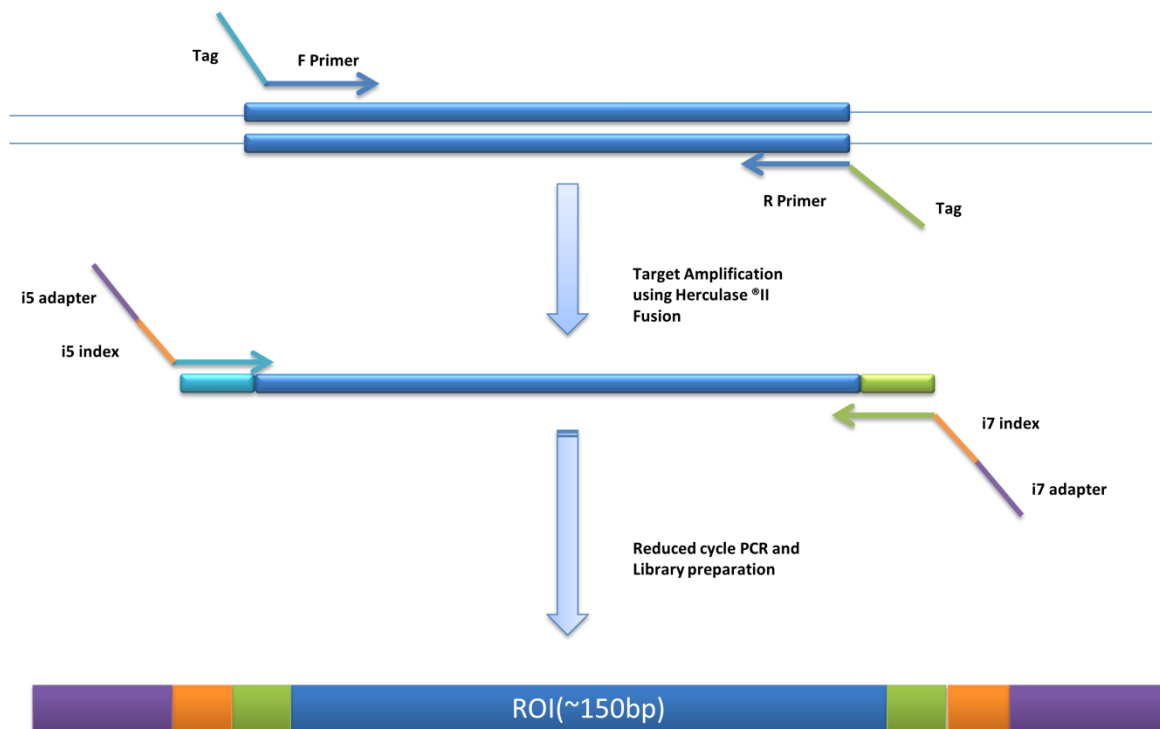 Tag
F Primer
R Primer
Tag
i5 adapter
i5 index
Target Amplification
using Herculase ®II
Fusion
i7 index
i7 adapter
Reduced cycle PCR and
Library preparation
ROI(~150bp)